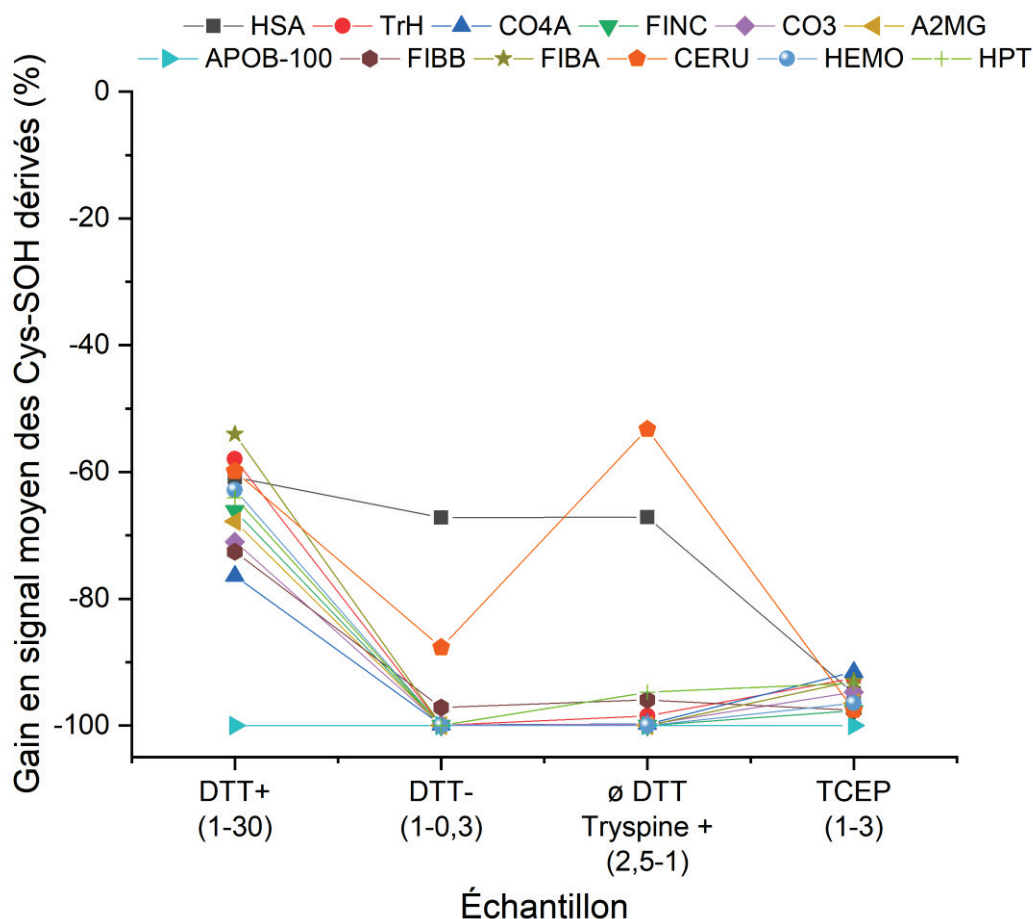 HSA TrH CO4A FINC CO3 A2MG
APOB-100 FIBB FIBA CERU HEMO HPT
Gain en signal moyen des Cys-SOH dérivés (%)
0
-20
-40
-60
-80
-100
DTT+ DTT- ø DTT TCEP
(1-30) (1-0,3) Tryspine + (1-3)
(2,5-1)
Échantillon